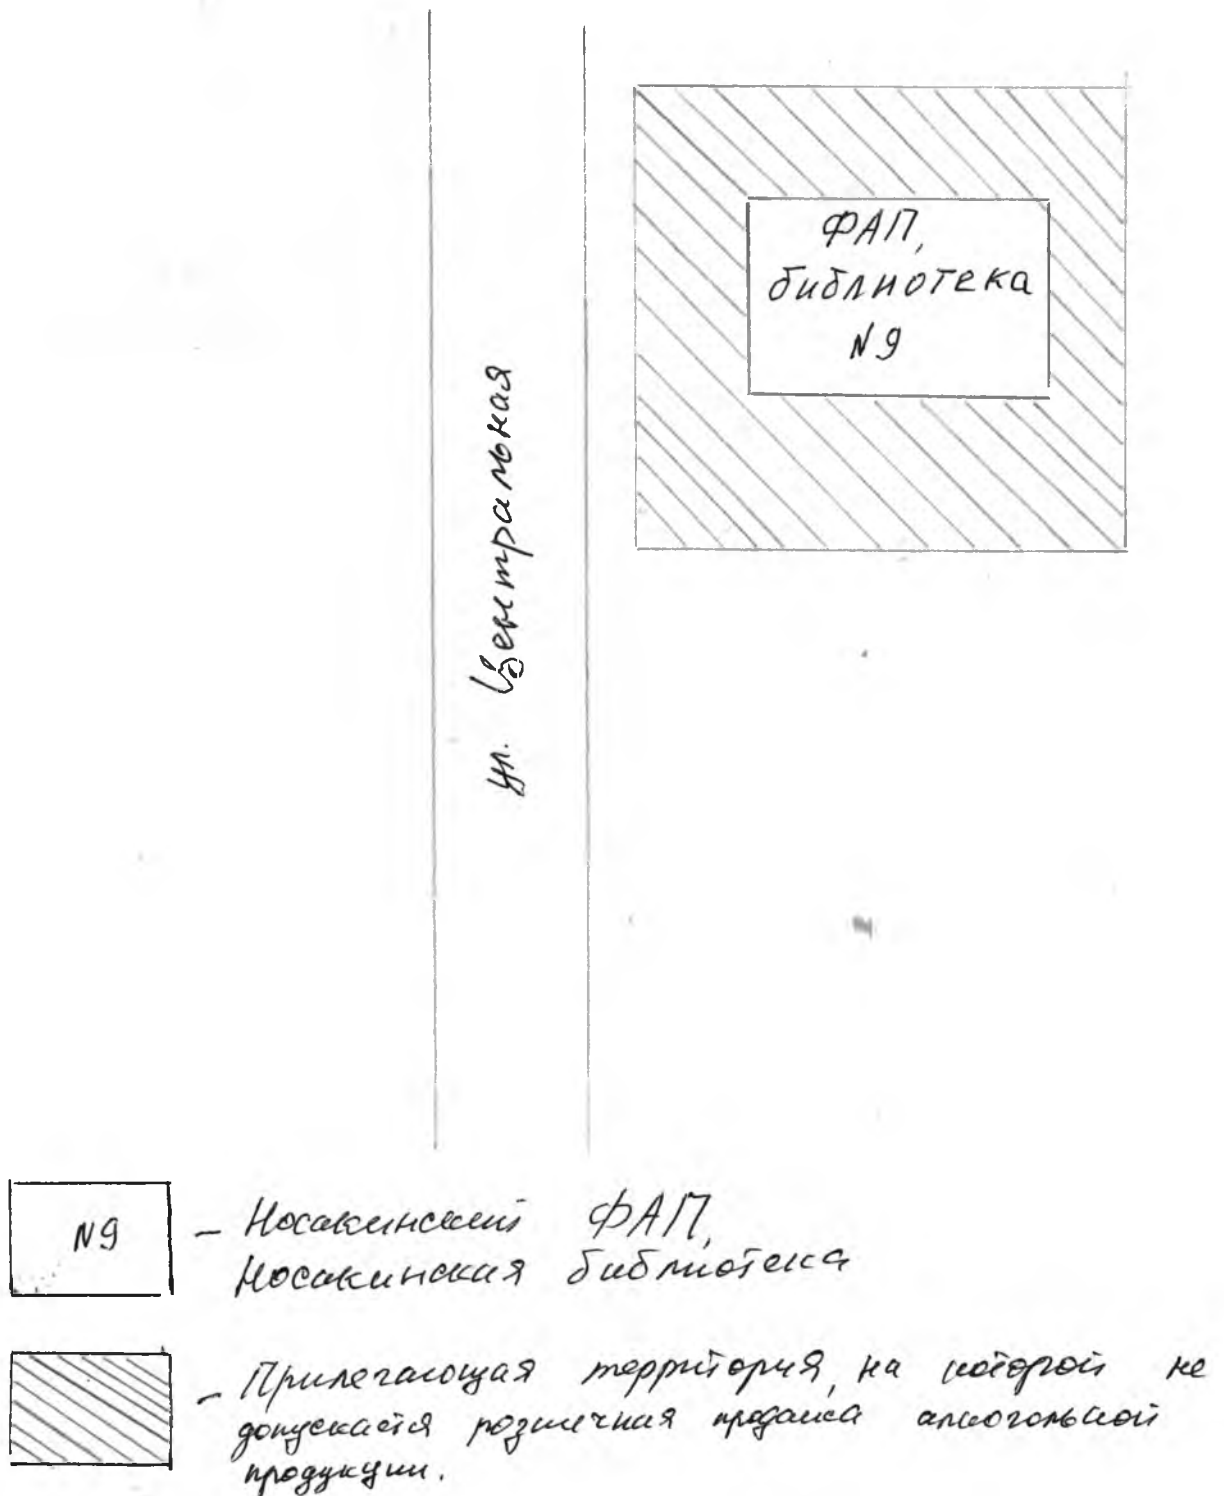 ФАП,
библиотека
N9
ул. Центральная
N9
- Носакинский ФАП,
Носакинская библиотека
- Прилегающая территория, на которой не
допускается розничная продажа алкогольной
продукции.